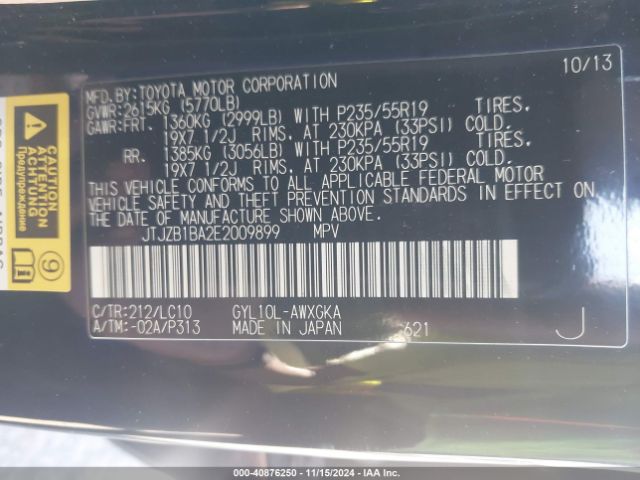 10/13
MFD.BY:TOYOTA MOTOR CORPORATION
GVWR:2615KG (5770LB)
GAWR:FRT. 1360KG (2999LB) WITH P235/55R19 TIRES.
19X7 1/2J RIMS. AT 230KPA (33PSI) COLD.
RR. 1385KG (3056LB) WITH P235/55R19 TIRES.
19X7 1/2J RIMS. AT 230KPA (33PSI) COLD.
THIS VEHICLE CONFORMS TO ALL APPLICABLE FEDERAL MOTOR
VEHICLE SAFETY AND THEFT PREVENTION STANDARDS IN EFFECT ON
THE DATE OF MANUFACTURE SHOWN ABOVE.
JTJZB1BA2E2009899 MPV
C/TR:212/LC10 GYL10L-AWXGKA
A/TM:-02A/P313 MADE IN JAPAN 621
J
CAUTION
ATTENTION
ACHTUNG
Предупреждение
9
000-40876250 - 11/15/2024 - IAA Inc.